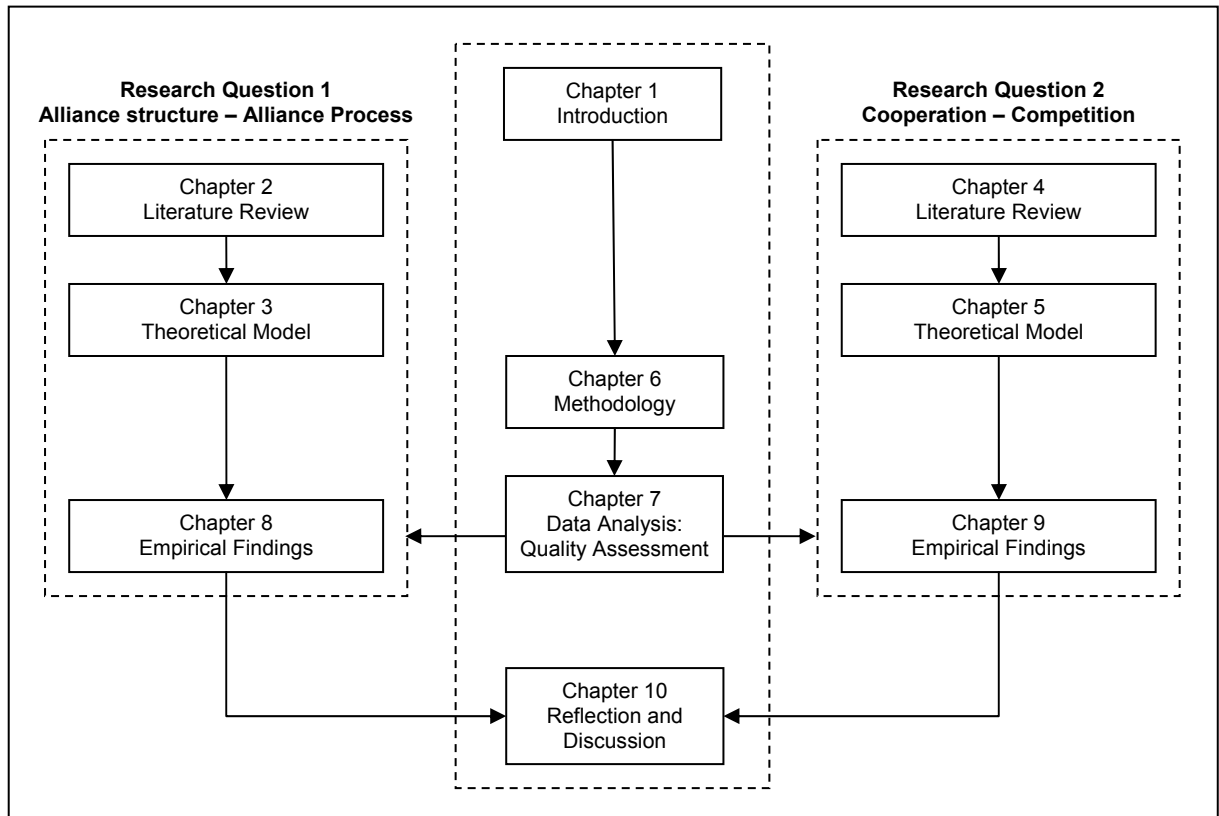 Research Question 1
Alliance structure – Alliance Process
Chapter 2
Literature Review
Chapter 3
Theoretical Model
Chapter 8
Empirical Findings
Chapter 1
Introduction
Chapter 6
Methodology
Chapter 7
Data Analysis:
Quality Assessment
Chapter 10
Reflection and
Discussion
Research Question 2
Cooperation – Competition
Chapter 4
Literature Review
Chapter 5
Theoretical Model
Chapter 9
Empirical Findings